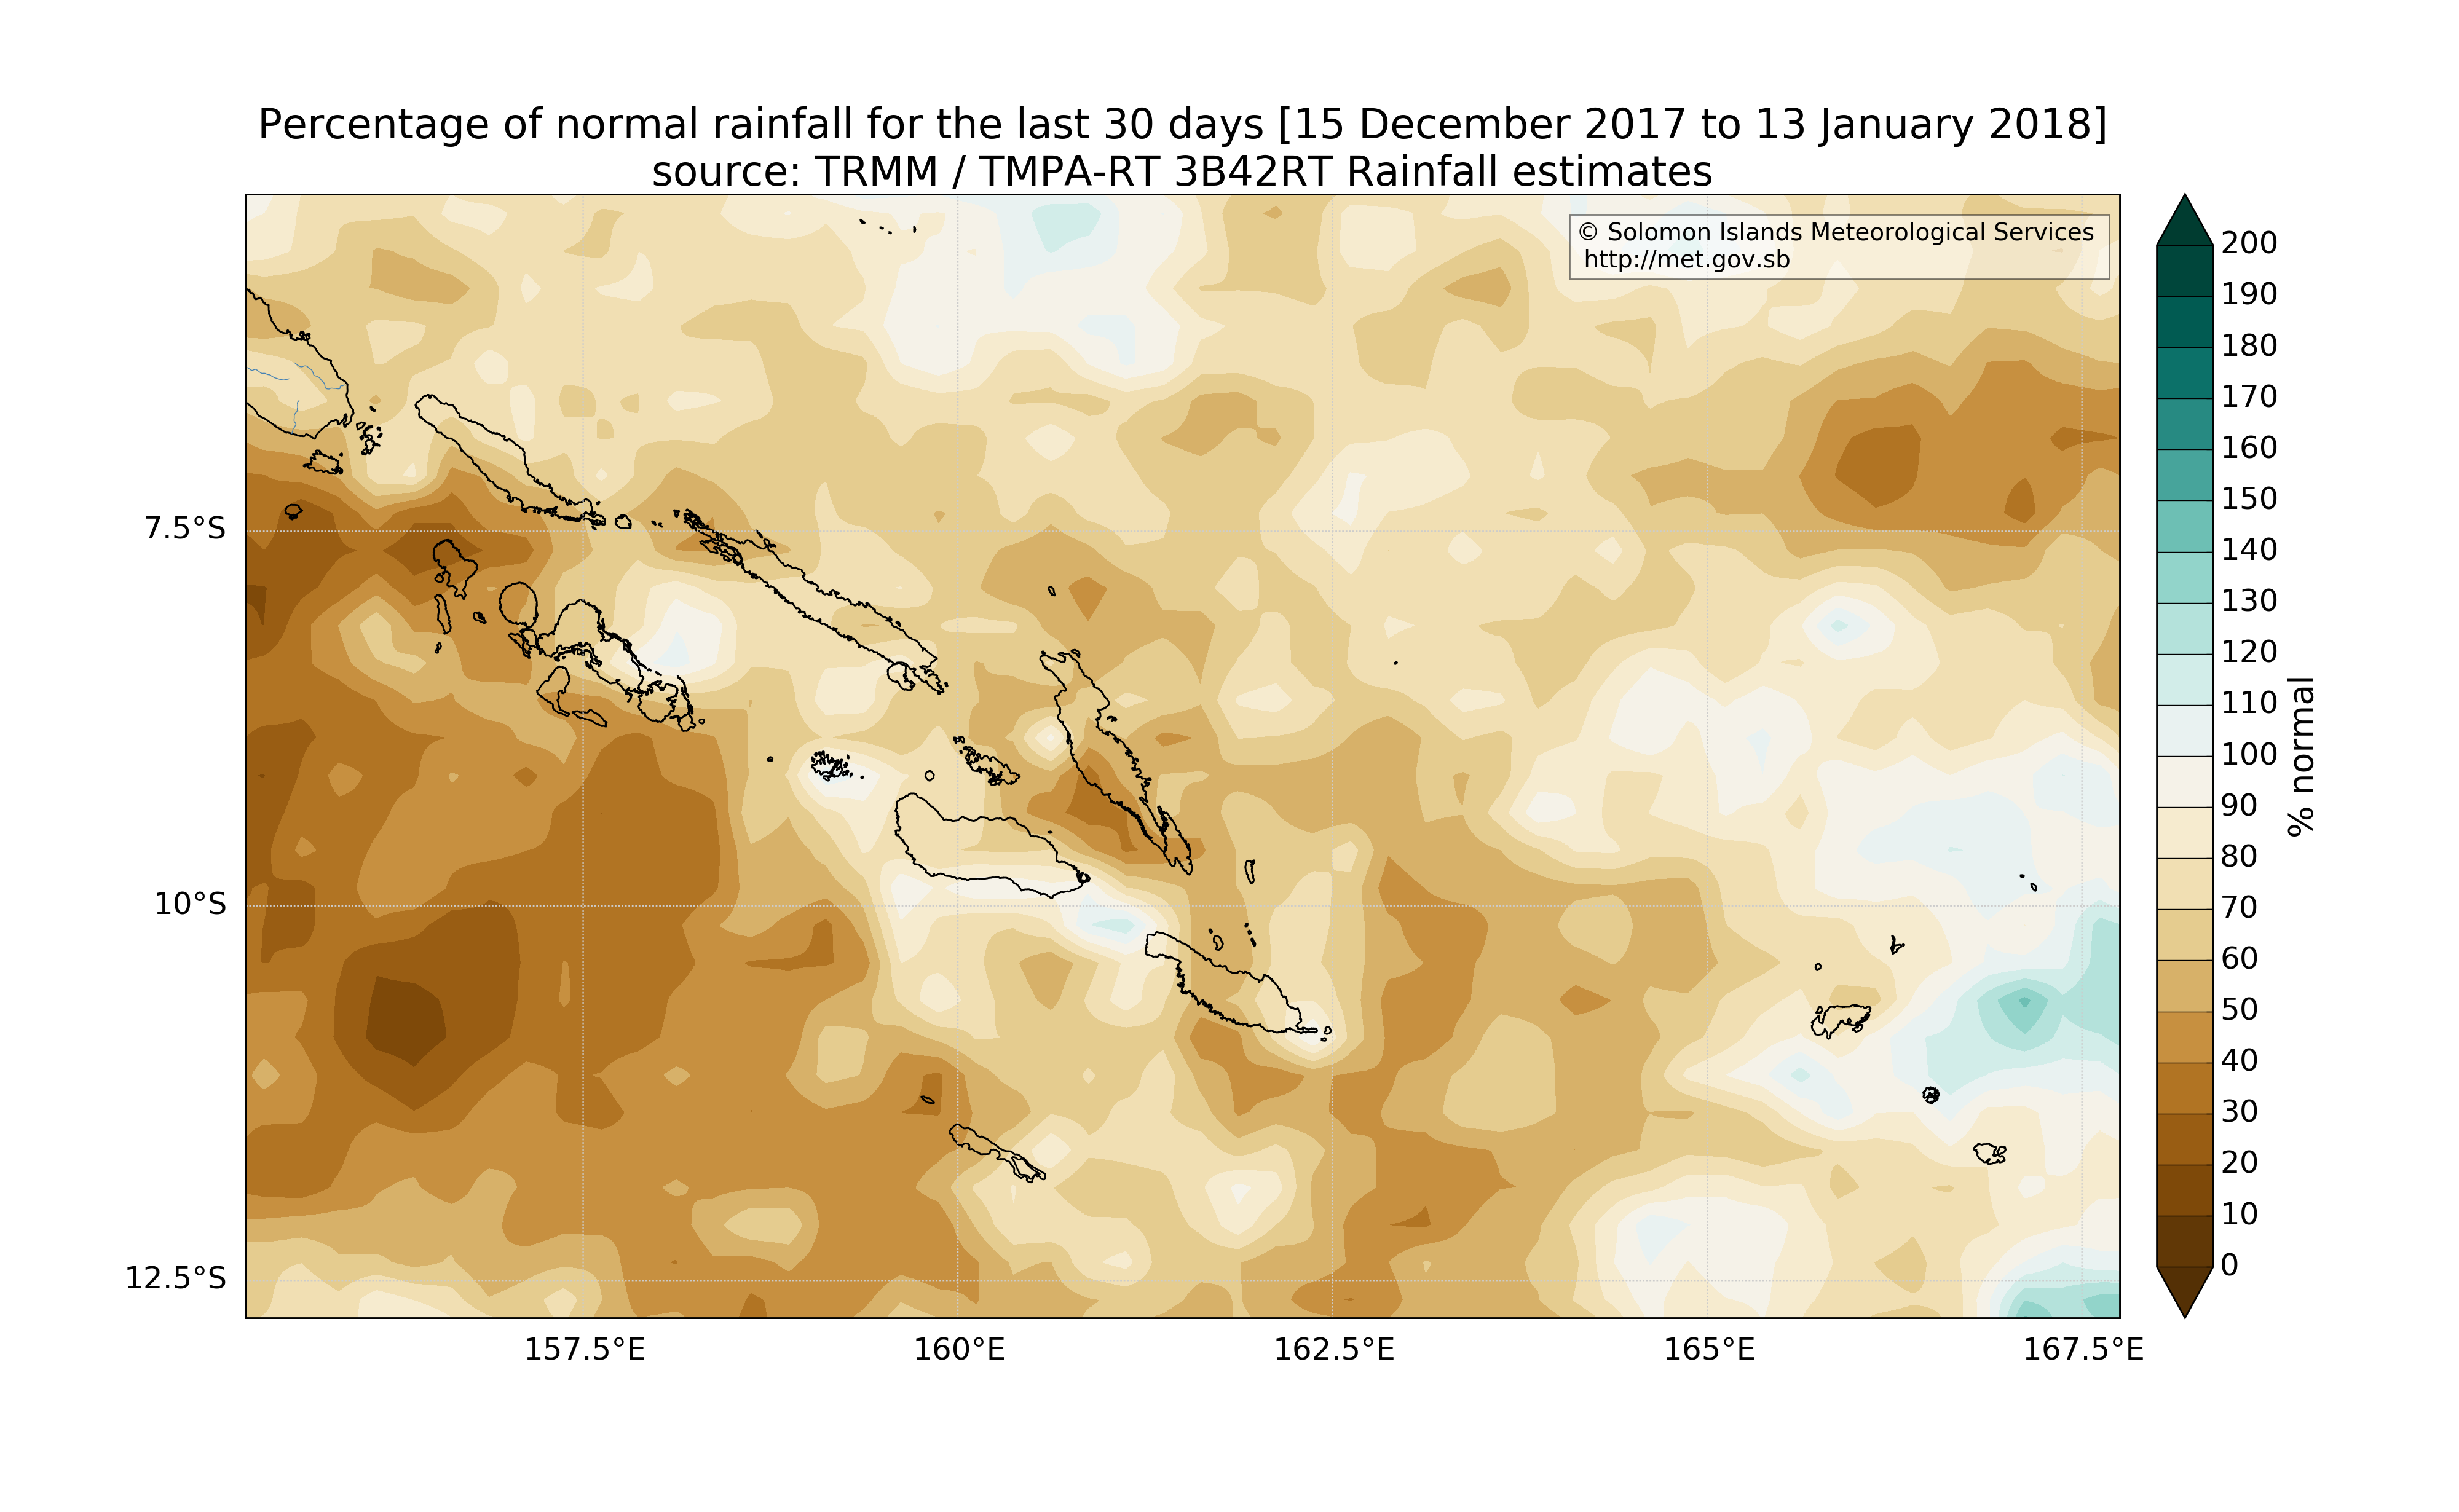 Percentage of normal rainfall for the last 30 days [15 December 2017 to 13 January 2018]
source: TRMM / TMPA-RT 3B42RT Rainfall estimates
© Solomon Islands Meteorological Services
http://met.gov.sb
7.5°S
10°S
12.5°S
157.5°E
160°E
162.5°E
165°E
167.5°E
200
190
180
170
160
150
140
130
120
110
100
90
80
70
60
50
40
30
20
10
0
% normal